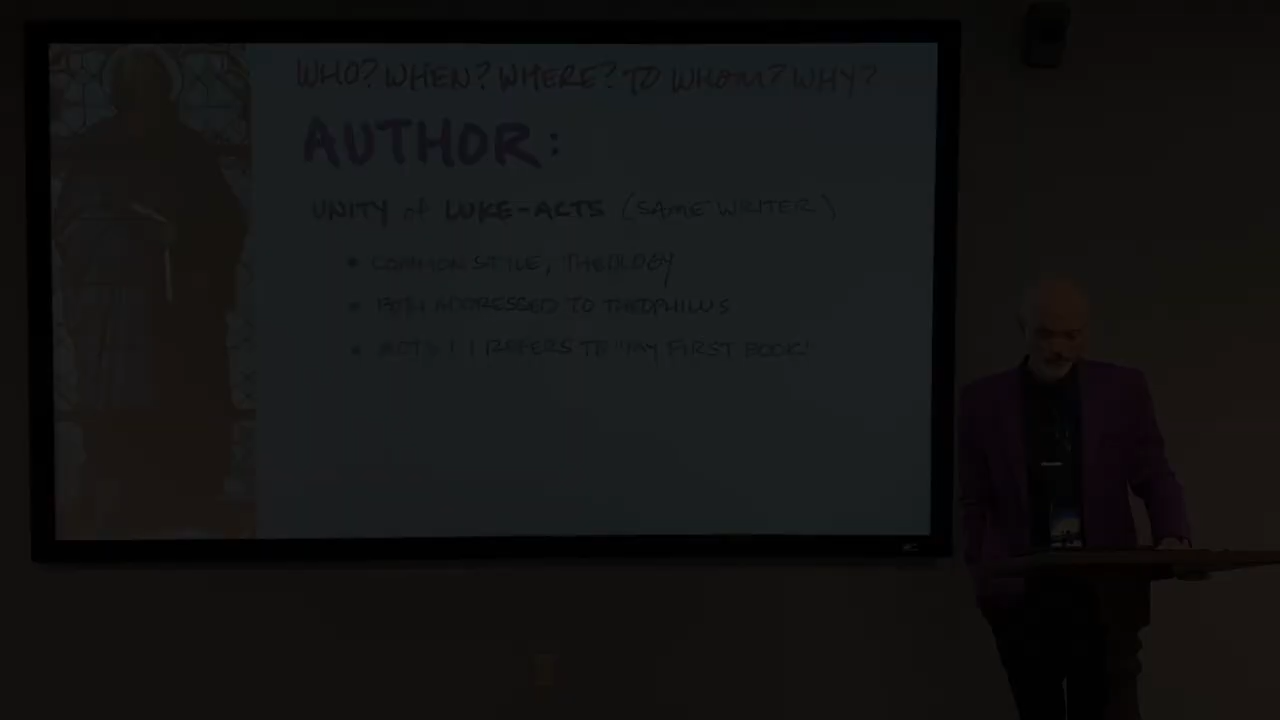 WHO? WHEN? WHERE? TO WHOM? WHY?
AUTHOR:
UNITY of LUKE-ACTS (SAME WRITER)
• COMMON STYLE, THEOLOGY
• BOTH ADDRESSED TO THEOPHILUS
• ACTS 1:1 REFERS TO "MY FIRST BOOK"